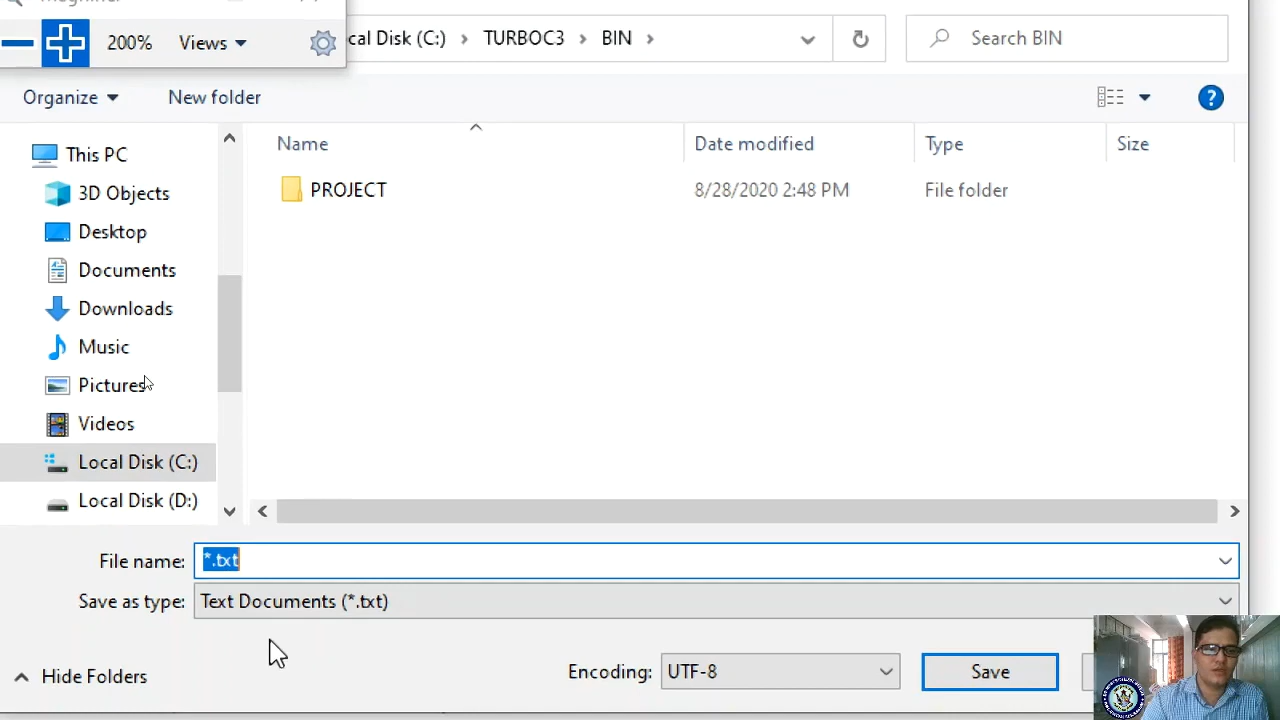 200%
Views
cal Disk (C:)
TURBOC3
BIN
Search BIN
Organize
New folder
Name
Date modified
Type
Size
This PC
3D Objects
Desktop
Documents
Downloads
Music
Pictures
Videos
Local Disk (C:)
Local Disk (D:)
PROJECT
8/28/2020 2:48 PM
File folder
File name:
*.txt
Save as type:
Text Documents (*.txt)
Hide Folders
Encoding:
UTF-8
Save